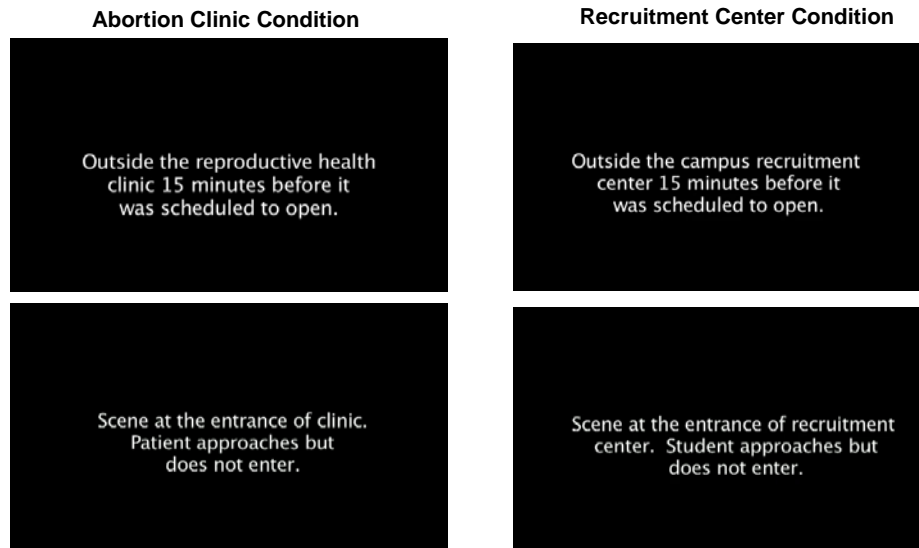 Abortion Clinic Condition
Recruitment Center Condition
Outside the reproductive health
clinic 15 minutes before it
was scheduled to open.
Outside the campus recruitment
center 15 minutes before it
was scheduled to open.
Scene at the entrance of clinic.
Patient approaches but
does not enter.
Scene at the entrance of recruitment
center. Student approaches but
does not enter.